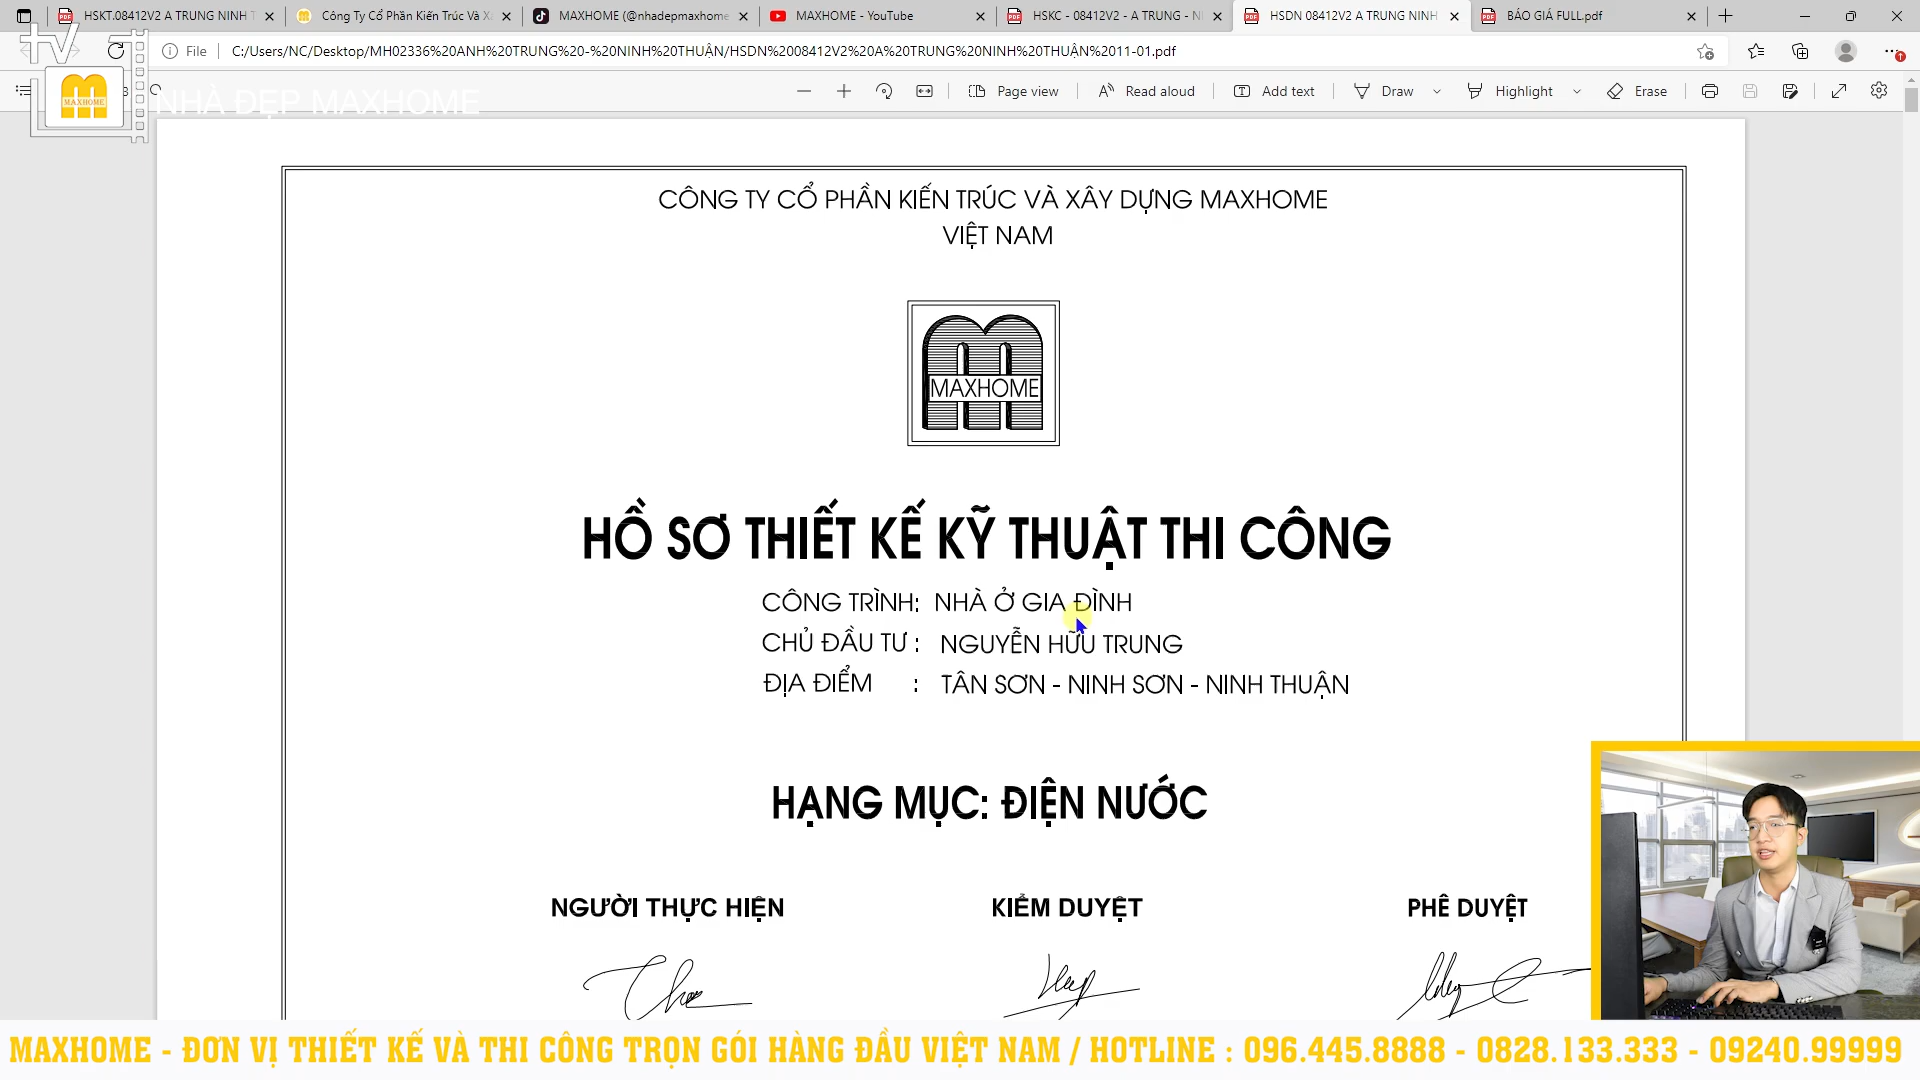 HSKT.08412V2 A TRUNG NINH T
Công Ty Cổ Phần Kiến Trúc Và X
MAXHOME (@nhadepmaxhome
MAXHOME - YouTube
HSKC - 08412V2 - A TRUNG - N
HSDN 08412V2 A TRUNG NINH
BÁO GIÁ FULL.pdf
File
C:/Users/NC/Desktop/MH02336%20ANH%20TRUNG%20-%20NINH%20THUẬN/HSDN%2008412V2%20A%20TRUNG%20NINH%20THUẬN%2011-01.pdf
Page view
Read aloud
Add text
Draw
Highlight
Erase
TV
MAXHOME
NHÀ ĐẸP MAXHOME
CÔNG TY CỔ PHẦN KIẾN TRÚC VÀ XÂY DỰNG MAXHOME
VIỆT NAM
MAXHOME
HỒ SƠ THIẾT KẾ KỸ THUẬT THI CÔNG
CÔNG TRÌNH: NHÀ Ở GIA ĐÌNH
CHỦ ĐẦU TƯ : NGUYỄN HỮU TRUNG
ĐỊA ĐIỂM : TÂN SƠN - NINH SƠN - NINH THUẬN
HẠNG MỤC: ĐIỆN NƯỚC
NGƯỜI THỰC HIỆN KIỂM DUYỆT PHÊ DUYỆT
MAXHOME - ĐƠN VỊ THIẾT KẾ VÀ THI CÔNG TRỌN GÓI HÀNG ĐẦU VIỆT NAM / HOTLINE : 096.445.8888 - 0828.133.333 - 09240.99999